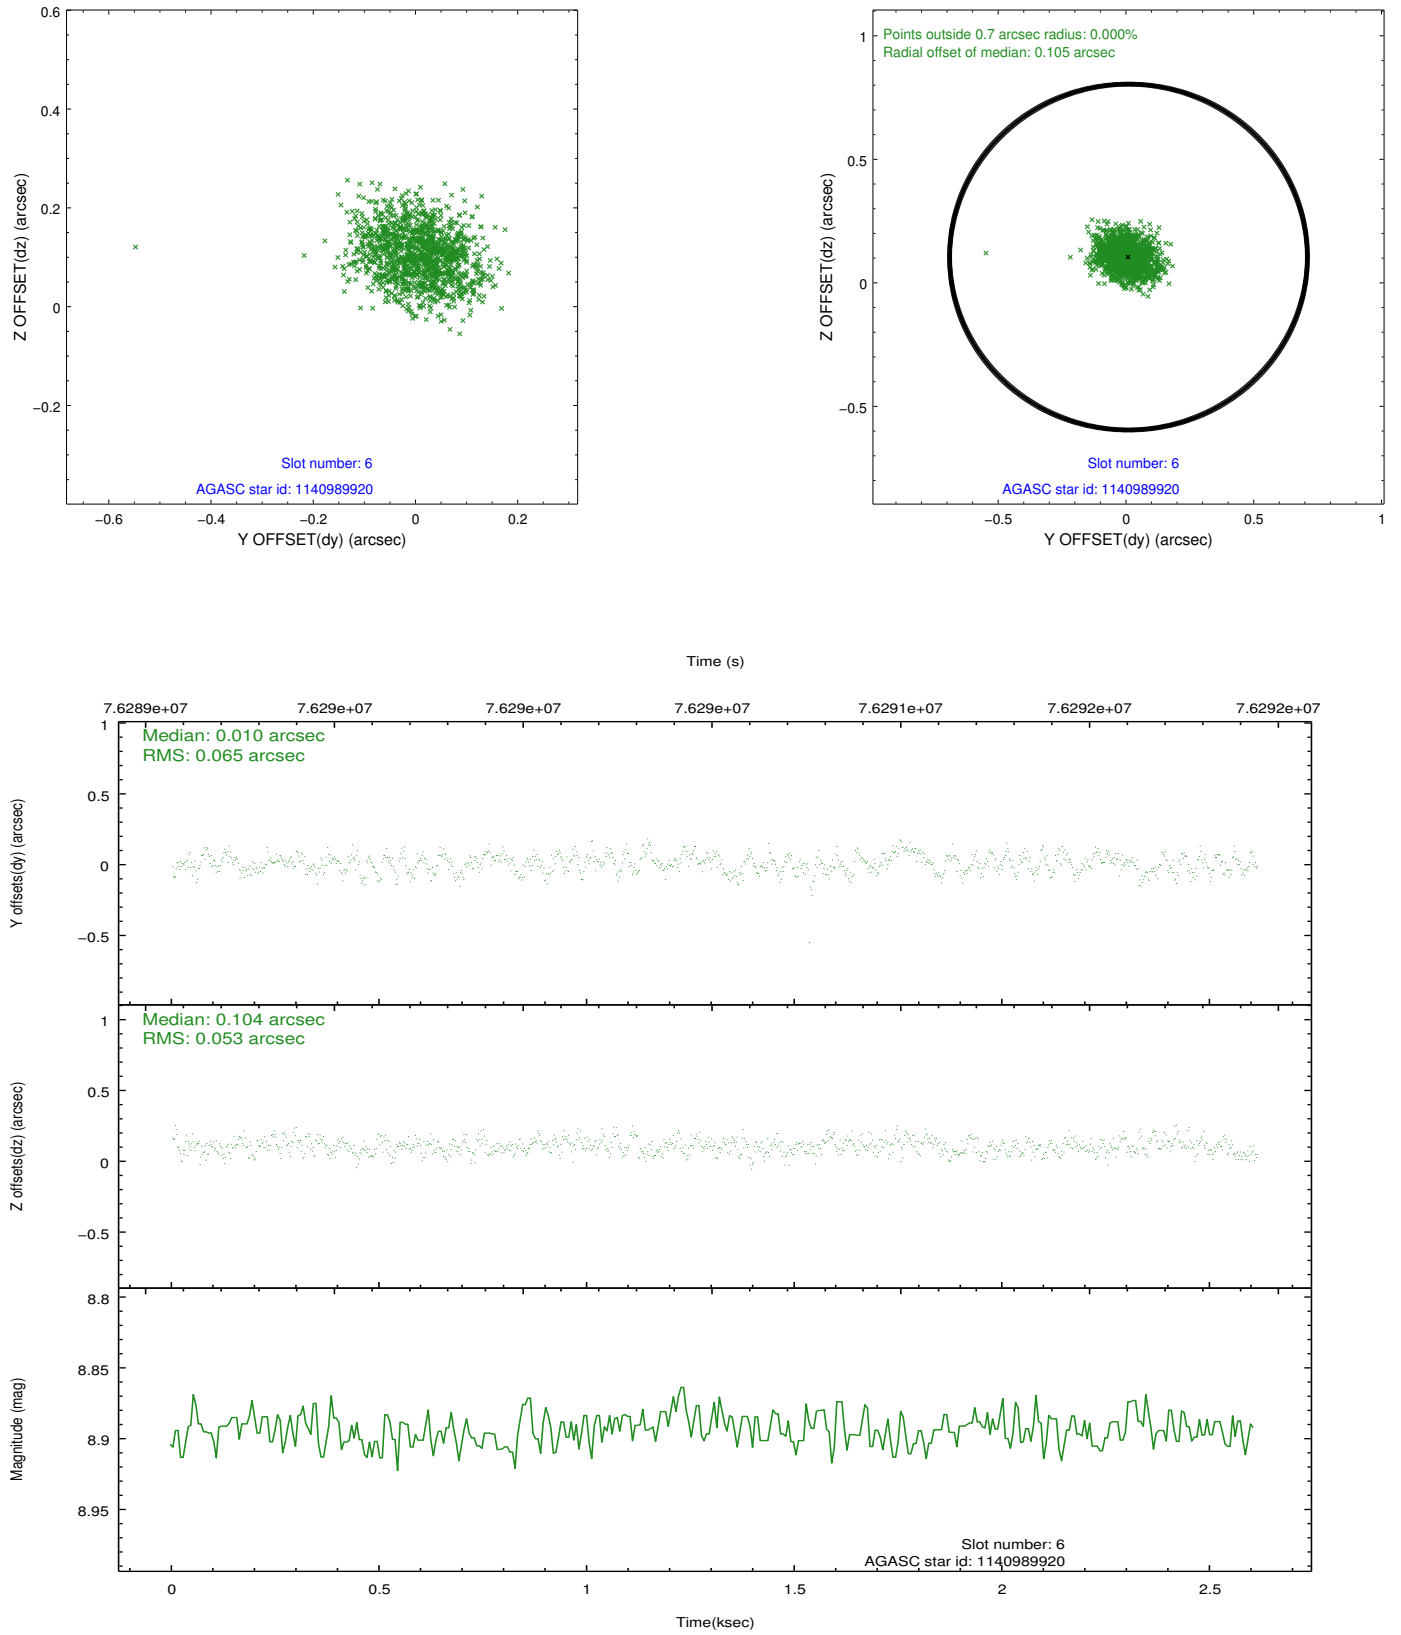 0.6
0.4
0.2
0
−0.2
Z OFFSET(dz) (arcsec)
Slot number: 6
AGASC star id: 1140989920
−0.6
−0.4
−0.2
0
0.2
Y OFFSET(dy) (arcsec)
Points outside 0.7 arcsec radius: 0.000%
Radial offset of median: 0.105 arcsec
1
0.5
0
−0.5
Z OFFSET(dz) (arcsec)
Slot number: 6
AGASC star id: 1140989920
−0.5
0
0.5
1
Y OFFSET(dy) (arcsec)
Time (s)
7.6289e+07
7.629e+07
7.629e+07
7.629e+07
7.6291e+07
7.6292e+07
7.6292e+07
Median: 0.010 arcsec
RMS: 0.065 arcsec
1
0.5
0
−0.5
Y offsets(dy) (arcsec)
Median: 0.104 arcsec
RMS: 0.053 arcsec
1
0.5
0
−0.5
Z offsets(dz) (arcsec)
8.8
8.85
8.9
8.95
Magnitude (mag)
Slot number: 6
AGASC star id: 1140989920
0
0.5
1
1.5
2
2.5
Time(ksec)